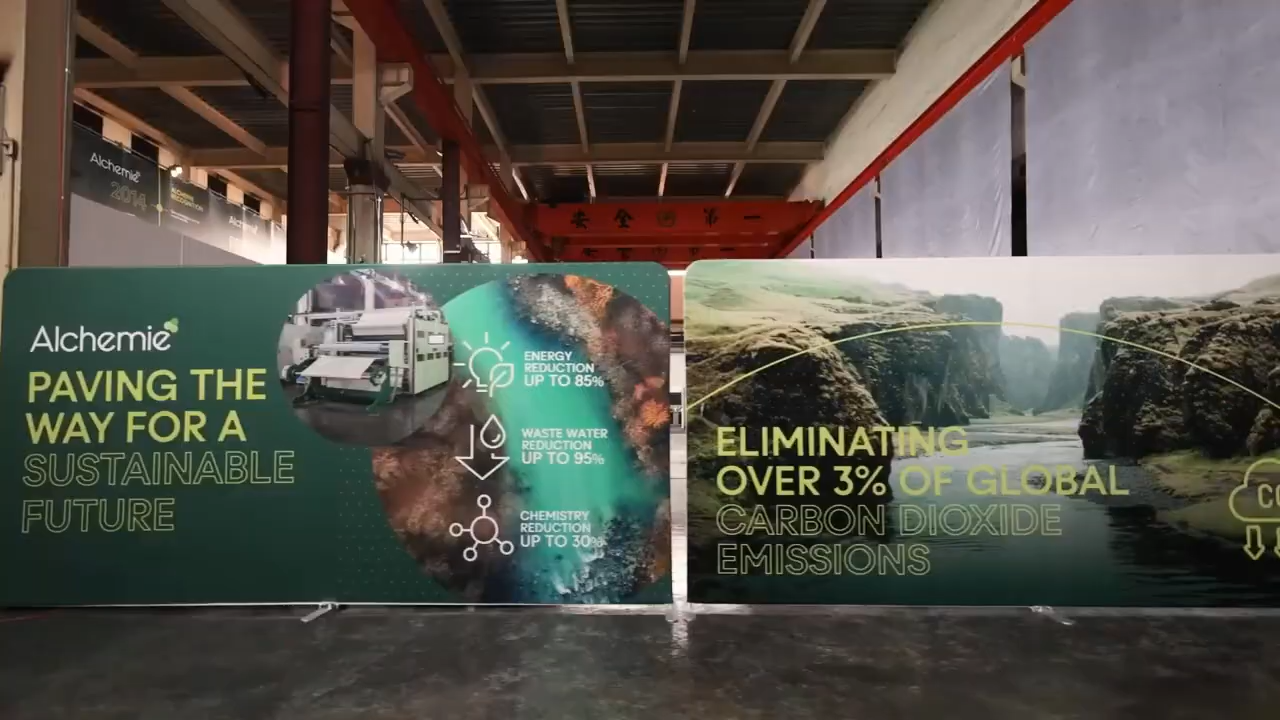 Alchemie
2014
安全 第一
Alchemie
PAVING THE
WAY FOR A
SUSTAINABLE
FUTURE
ENERGY
REDUCTION
UP TO 85%
WASTE WATER
REDUCTION
UP TO 95%
CHEMISTRY
REDUCTION
UP TO 30%
ELIMINATING
OVER 3% OF GLOBAL
CARBON DIOXIDE
EMISSIONS